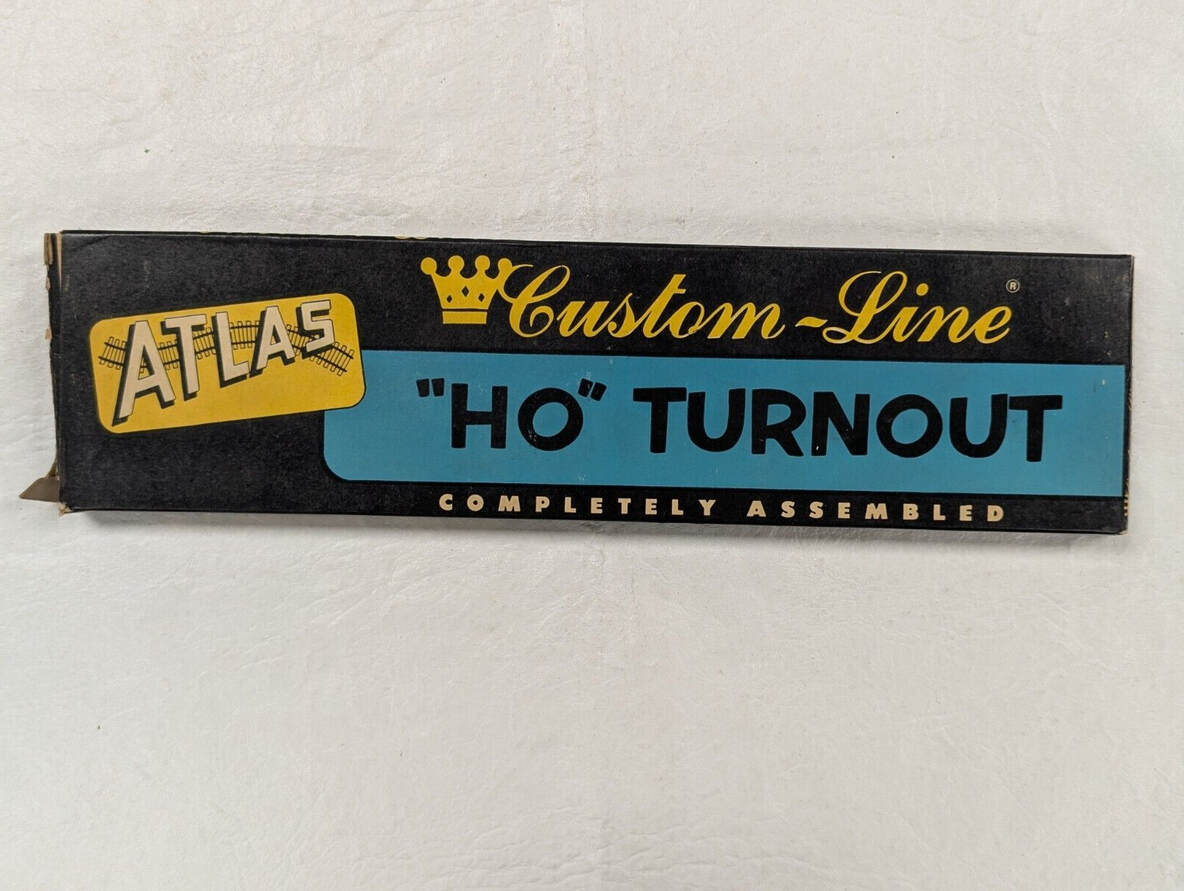 ATLAS
Custom-Line®
"HO" TURNOUT
COMPLETELY ASSEMBLED